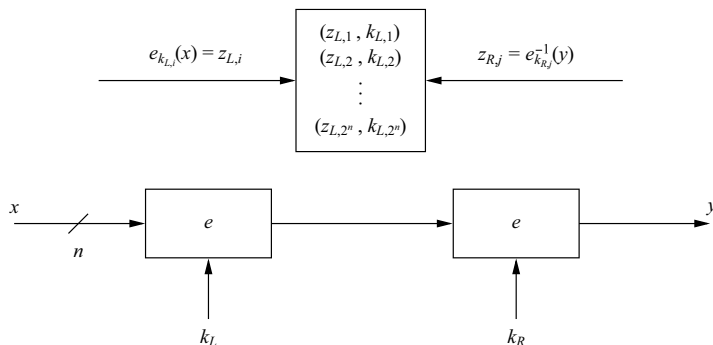 e_{k_{L,i}}(x) = z_{L,i}
(z_{L,1} , k_{L,1})
(z_{L,2} , k_{L,2})
⋮
(z_{L,2^n} , k_{L,2^n})
z_{R,j} = e_{k_{R,j}}^{-1}(y)
x
n
e
e
y
k_L
k_R